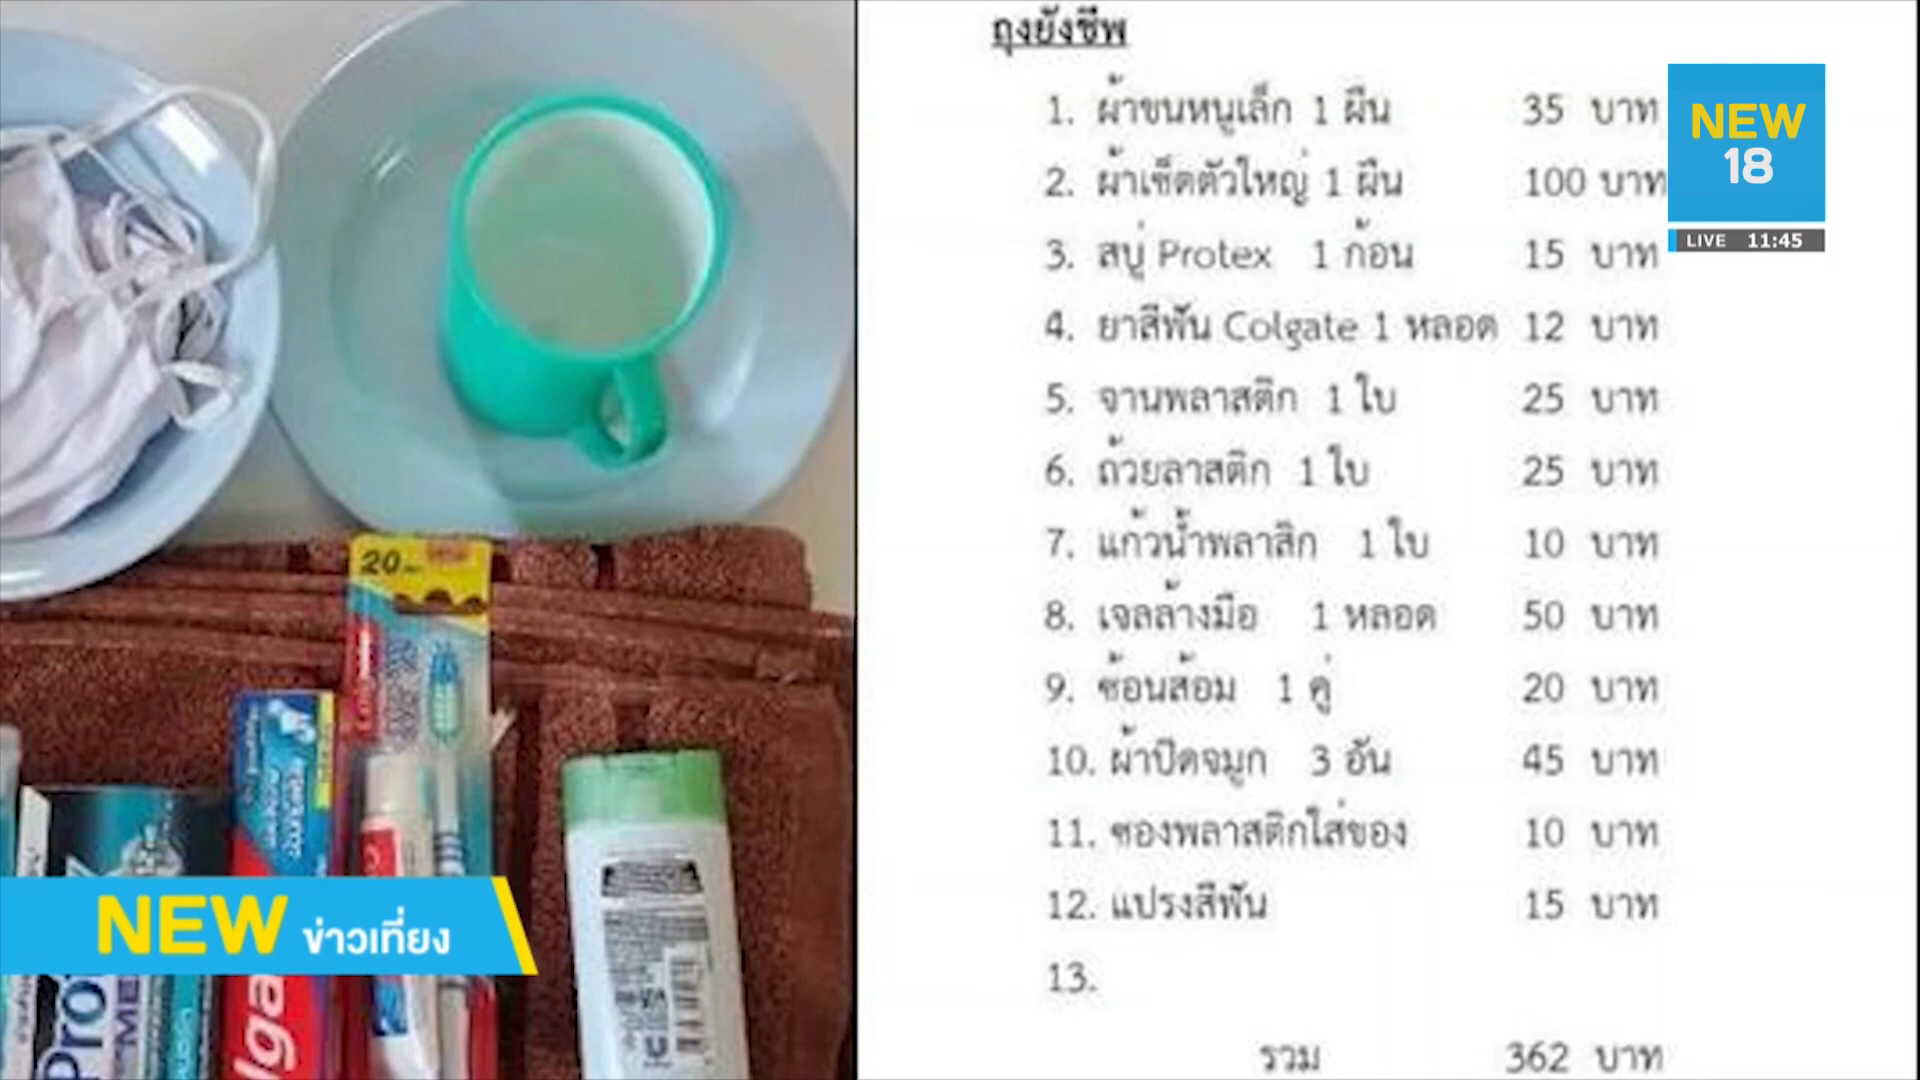 ถุงยังชีพ
1. ผ้าขนหนูเล็ก 1 ผืน 35 บาท
2. ผ้าเช็ดตัวใหญ่ 1 ผืน 100 บาท
3. สบู่ Protex 1 ก้อน 15 บาท
4. ยาสีฟัน Colgate 1 หลอด 12 บาท
5. จานพลาสติก 1 ใบ 25 บาท
6. ถ้วยลาสติก 1 ใบ 25 บาท
7. แก้วน้ำพลาสิก 1 ใบ 10 บาท
8. เจลล้างมือ 1 หลอด 50 บาท
9. ช้อนส้อม 1 คู่ 20 บาท
10. ผ้าปิดจมูก 3 อัน 45 บาท
11. ซองพลาสติกใส่ของ 10 บาท
12. แปรงสีฟัน 15 บาท
13.
รวม 362 บาท
NEW
18
LIVE 11:45
20
NEW ข่าวเที่ยง
Pro
lga